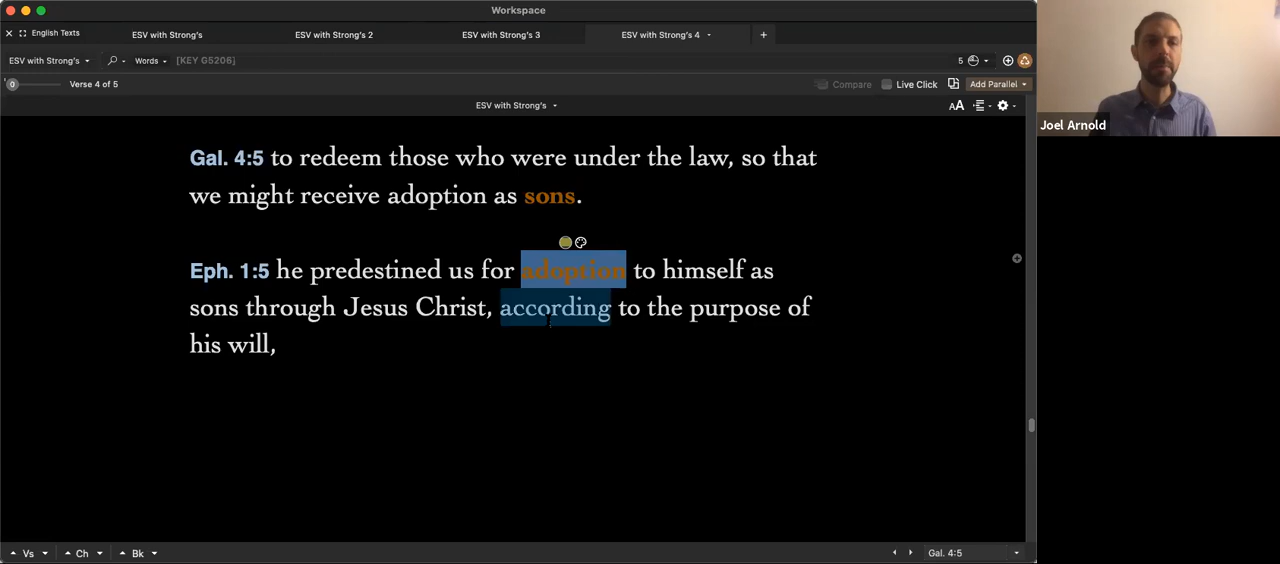 Workspace
English Texts
ESV with Strong's
ESV with Strong's 2
ESV with Strong's 3
ESV with Strong's 4
ESV with Strong's
Words
[KEY G5206]
5
0
Verse 4 of 5
Compare
Live Click
Add Parallel
ESV with Strong's
AA
Joel Arnold
Gal. 4:5 to redeem those who were under the law, so that
we might receive adoption as sons.
Eph. 1:5 he predestined us for adoption to himself as
sons through Jesus Christ, according to the purpose of
his will,
Vs
Ch
Bk
Gal. 4:5